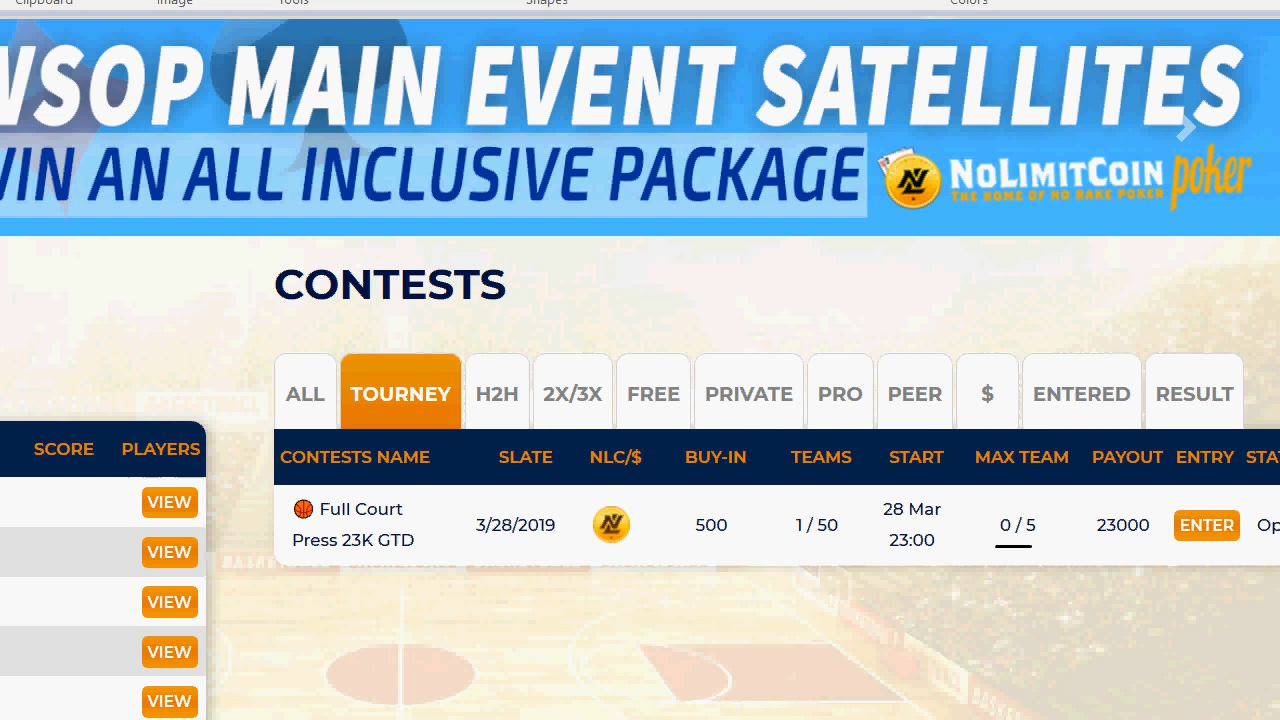 Clipboard Image Tools Shapes Colors
WSOP MAIN EVENT SATELLITES
WIN AN ALL INCLUSIVE PACKAGE
NoLimitCoin poker
THE HOME OF NO RAKE POKER
CONTESTS
ALL TOURNEY H2H 2X/3X FREE PRIVATE PRO PEER $ ENTERED RESULT
SCORE PLAYERS
CONTESTS NAME SLATE NLC/$ BUY-IN TEAMS START MAX TEAM PAYOUT ENTRY STA
Full Court Press 23K GTD 3/28/2019 500 1 / 50 28 Mar 23:00 0 / 5 23000 ENTER Op
VIEW
VIEW
VIEW
VIEW
VIEW